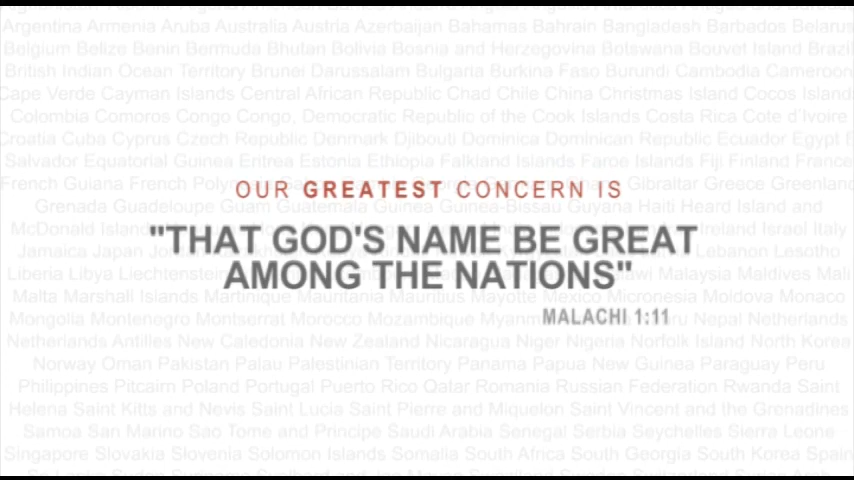 Argentina Armenia Aruba Australia Austria Azerbaijan Bahamas Bahrain Bangladesh Barbados Belarus
Belgium Belize Benin Bermuda Bhutan Bolivia Bosnia and Herzegovina Botswana Bouvet Island Brazil
British Indian Ocean Territory Brunei Darussalam Bulgaria Burkina Faso Burundi Cambodia Cameroon
Cape Verde Cayman Islands Central African Republic Chad Chile China Christmas Island Cocos Islands
Colombia Comoros Congo Congo, Democratic Republic of the Cook Islands Costa Rica Cote d'Ivoire
Croatia Cuba Cyprus Czech Republic Denmark Djibouti Dominica Dominican Republic Ecuador Egypt E
Salvador Equatorial Guinea Eritrea Estonia Ethiopia Falkland Islands Faroe Islands Fiji Finland France
French Guiana French Gibraltar Greece Greenland
OUR GREATEST CONCERN IS
Grenada Guadeloupe Guam Guatemala Guinea Guinea-Bissau Guyana Haiti Heard Island and
McDonald Ireland Israel Italy
"THAT GOD'S NAME BE GREAT
Jamaica Japan Lebanon Lesotho
Liberia Libya Liechtenstein Malaysia Maldives Mali
AMONG THE NATIONS"
Malta Marshall Islands Martinique Mauritania Mauritius Mayotte Mexico Micronesia Moldova Monaco
Mongolia Montenegro Montserrat Morocco Mozambique Nepal Netherlands
MALACHI 1:11
Netherlands Antilles New Caledonia New Zealand Nicaragua Niger Nigeria Norfolk Island North Korea
Norway Oman Pakistan Palau Palestinian Territory Panama Papua New Guinea Paraguay Peru
Philippines Pitcairn Poland Portugal Puerto Rico Qatar Romania Russian Federation Rwanda Saint
Helena Saint Kitts and Nevis Saint Lucia Saint Pierre and Miquelon Saint Vincent and the Grenadines
Samoa San Marino Sao Tome and Principe Saudi Arabia Senegal Serbia Seychelles Sierra Leone
Singapore Slovakia Slovenia Solomon Islands Somalia South Africa South Georgia South Korea Spain